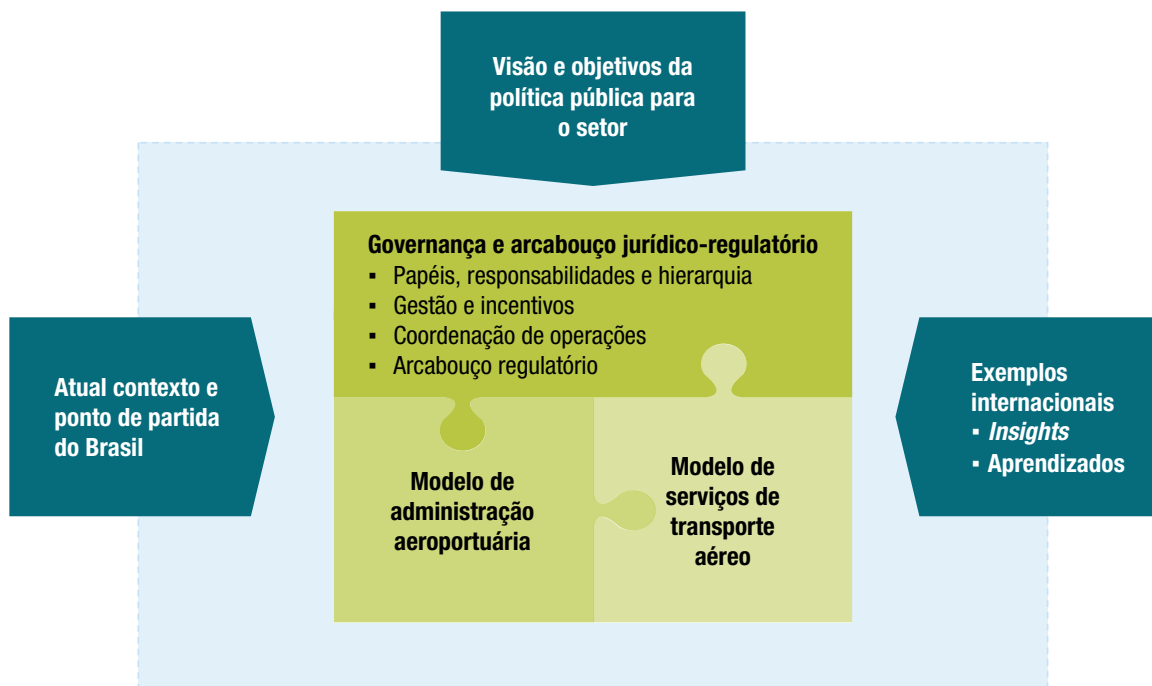 Visão e objetivos da
política pública para
o setor
Governança e arcabouço jurídico-regulatório
▪ Papéis, responsabilidades e hierarquia
▪ Gestão e incentivos
▪ Coordenação de operações
▪ Arcabouço regulatório
Atual contexto e
ponto de partida
do Brasil
Modelo de
administração
aeroportuária
Modelo de
serviços de
transporte
aéreo
Exemplos
internacionais
▪ Insights
▪ Aprendizados